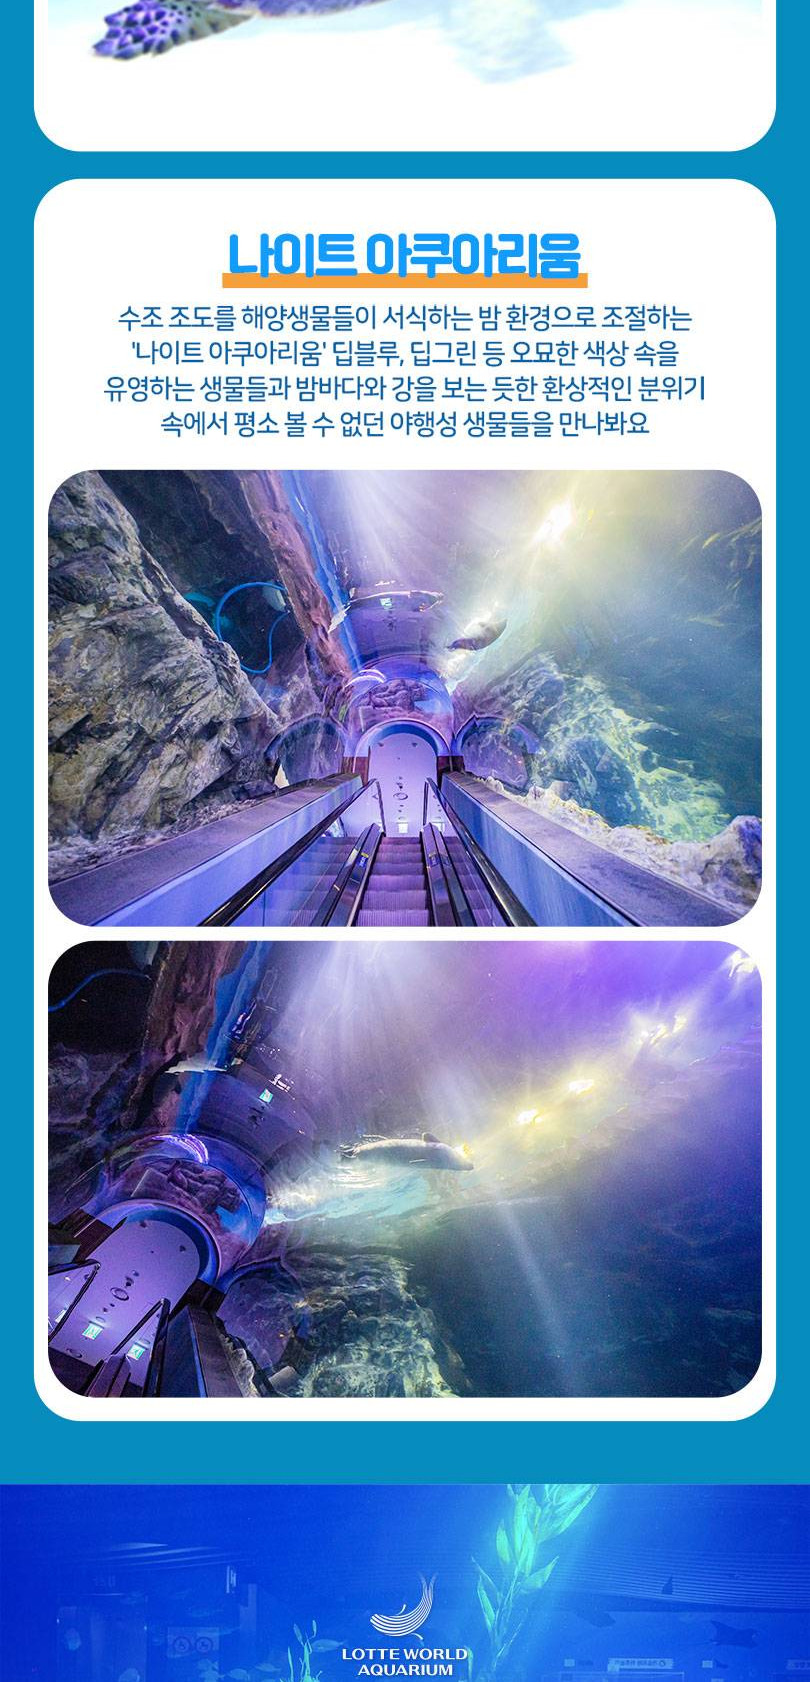 나이트 아쿠아리움
수조 조도를 해양생물들이 서식하는 밤 환경으로 조절하는
'나이트 아쿠아리움' 딥블루, 딥그린 등 오묘한 색상 속을
유영하는 생물들과 밤바다와 강을 보는 듯한 환상적인 분위기
속에서 평소 볼 수 없던 야행성 생물들을 만나봐요
LOTTE WORLD
AQUARIUM